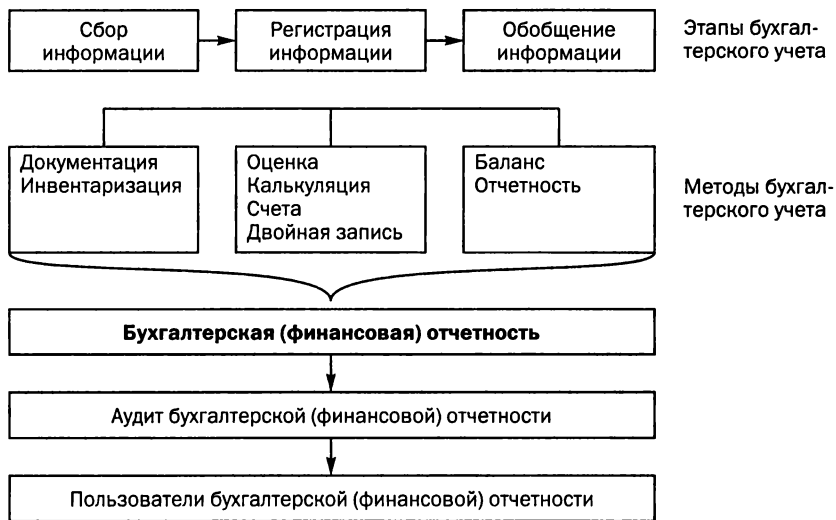 Сбор
информации
Регистрация
информации
Обобщение
информации
Этапы бухгал-
терского учета
Документация
Инвентаризация
Оценка
Калькуляция
Счета
Двойная запись
Баланс
Отчетность
Методы бухгал-
терского учета
Бухгалтерская (финансовая) отчетность
Аудит бухгалтерской (финансовой) отчетности
Пользователи бухгалтерской (финансовой) отчетности